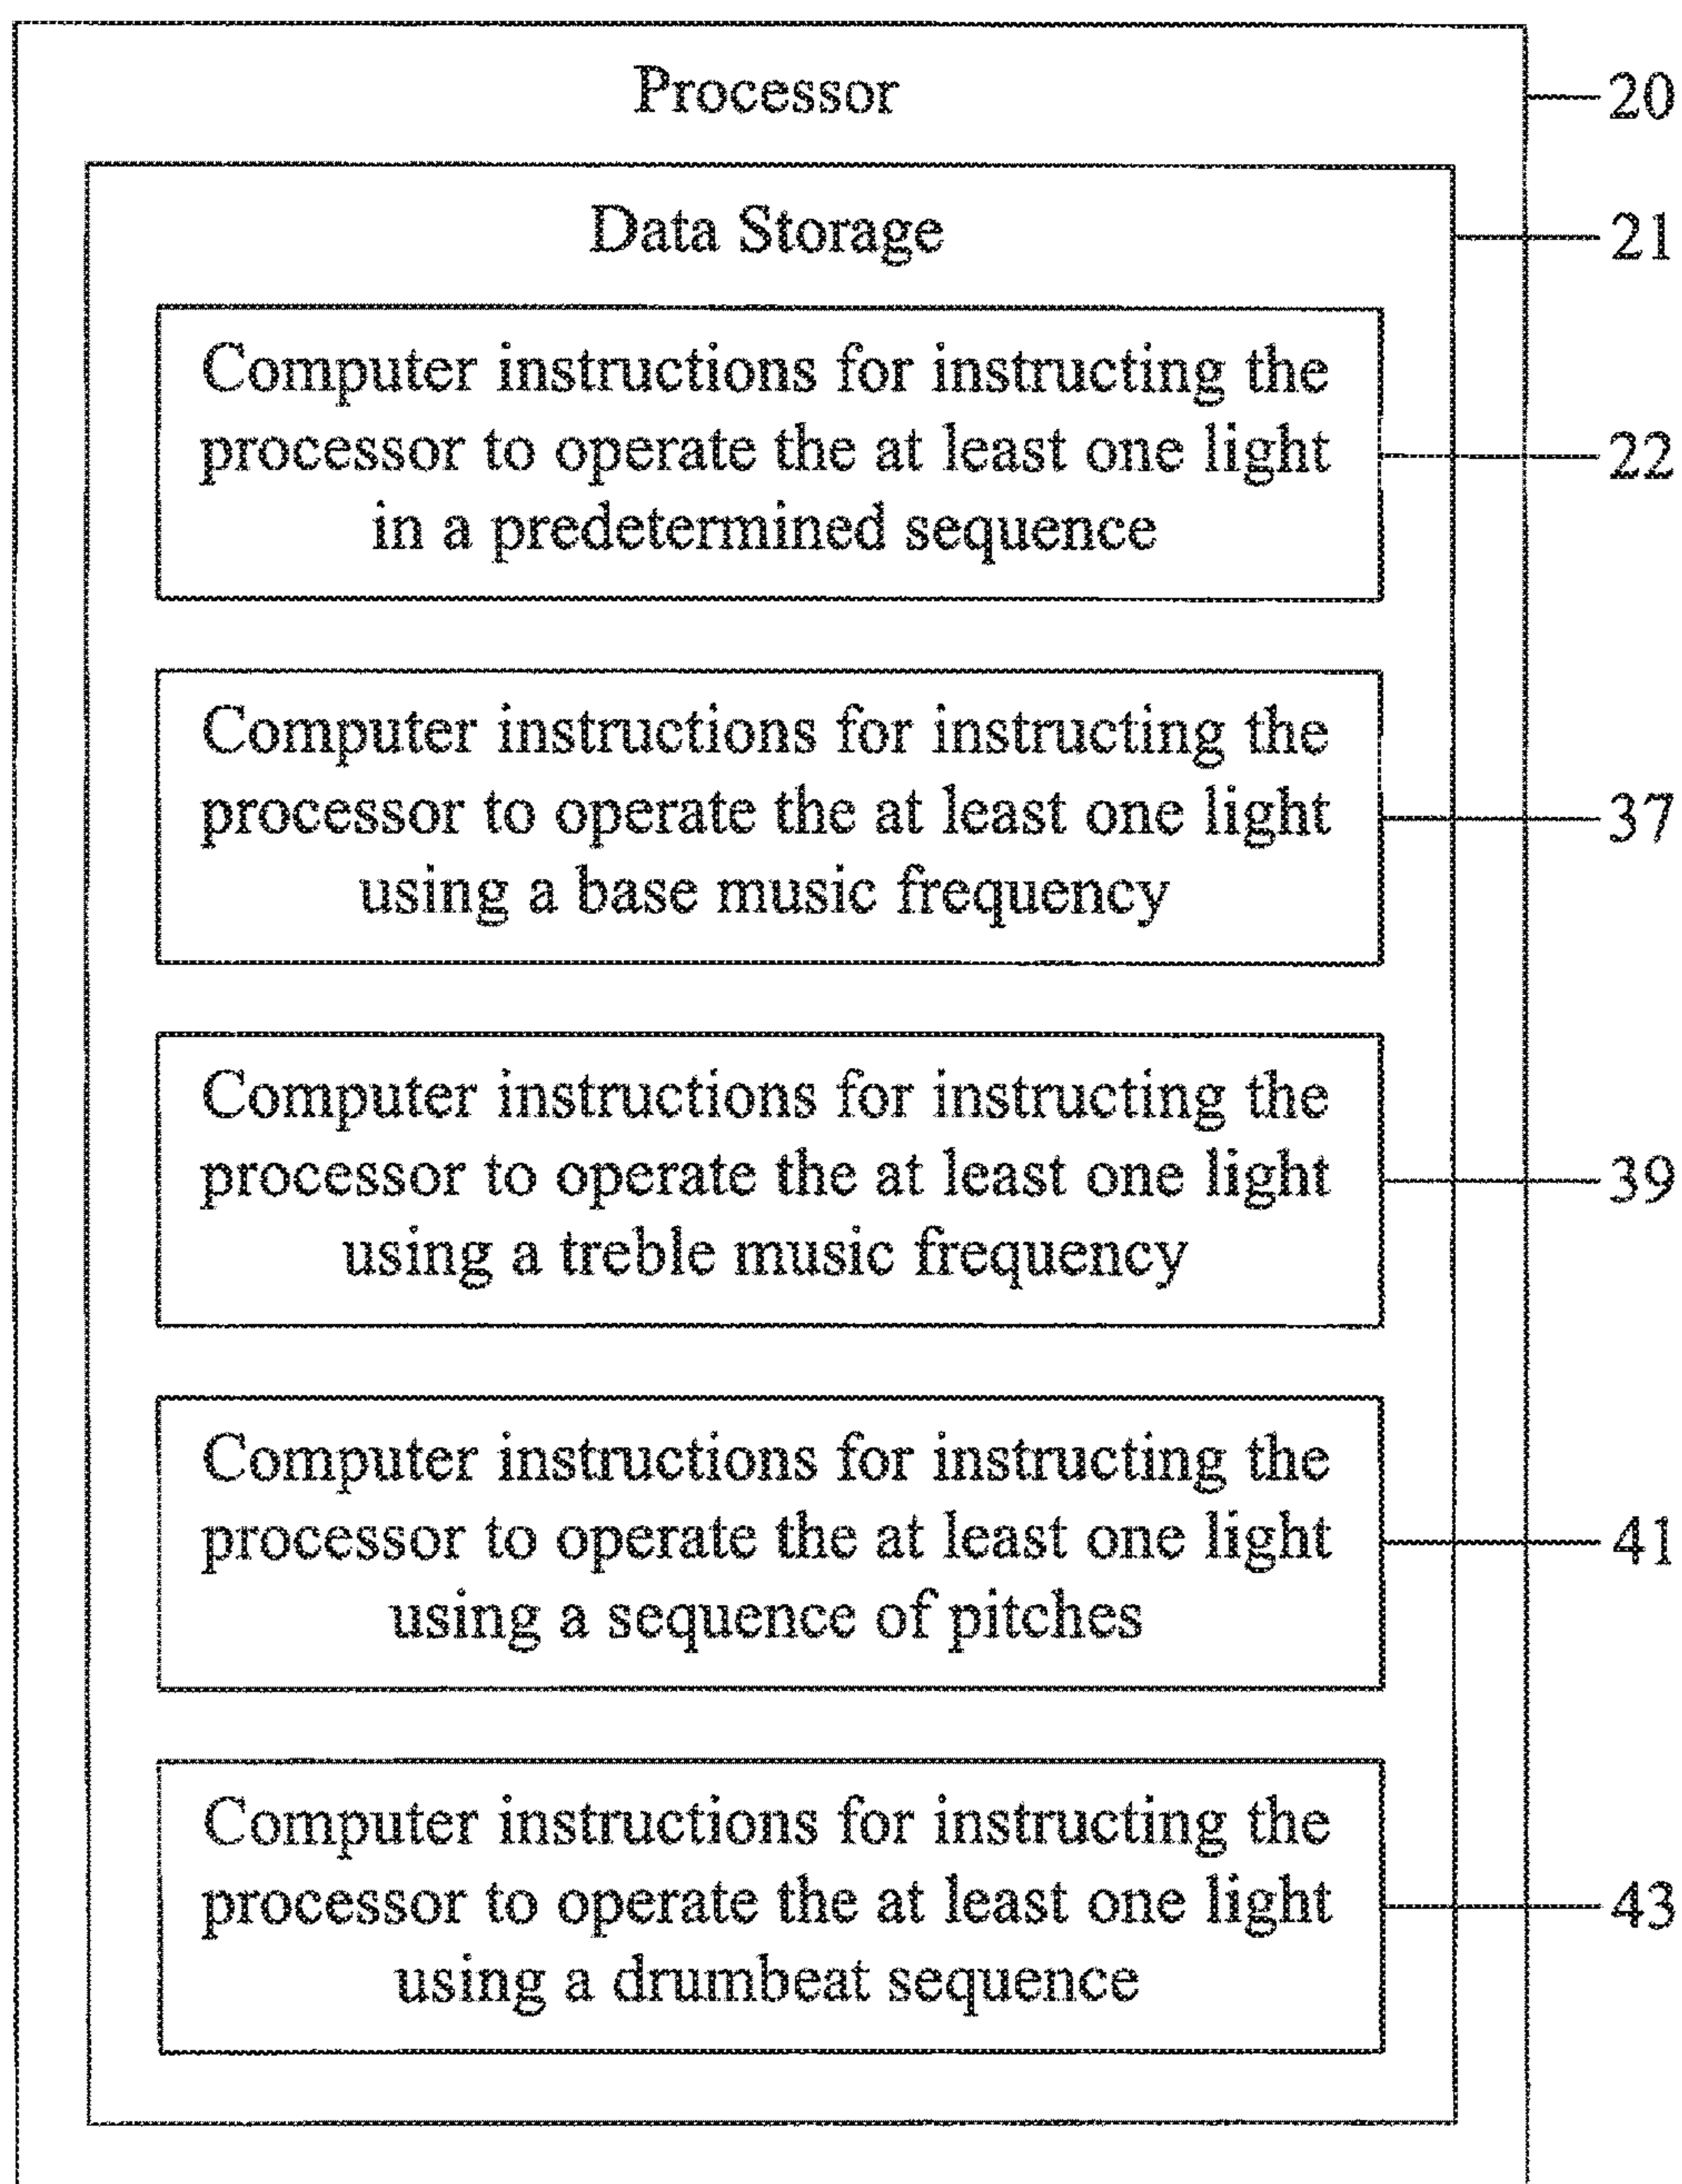 Processor
20
Data Storage
21
Computer instructions for instructing the
processor to operate the at least one light
in a predetermined sequence
22
Computer instructions for instructing the
processor to operate the at least one light
using a base music frequency
37
Computer instructions for instructing the
processor to operate the at least one light
using a treble music frequency
39
Computer instructions for instructing the
processor to operate the at least one light
using a sequence of pitches
41
Computer instructions for instructing the
processor to operate the at least one light
using a drumbeat sequence
43